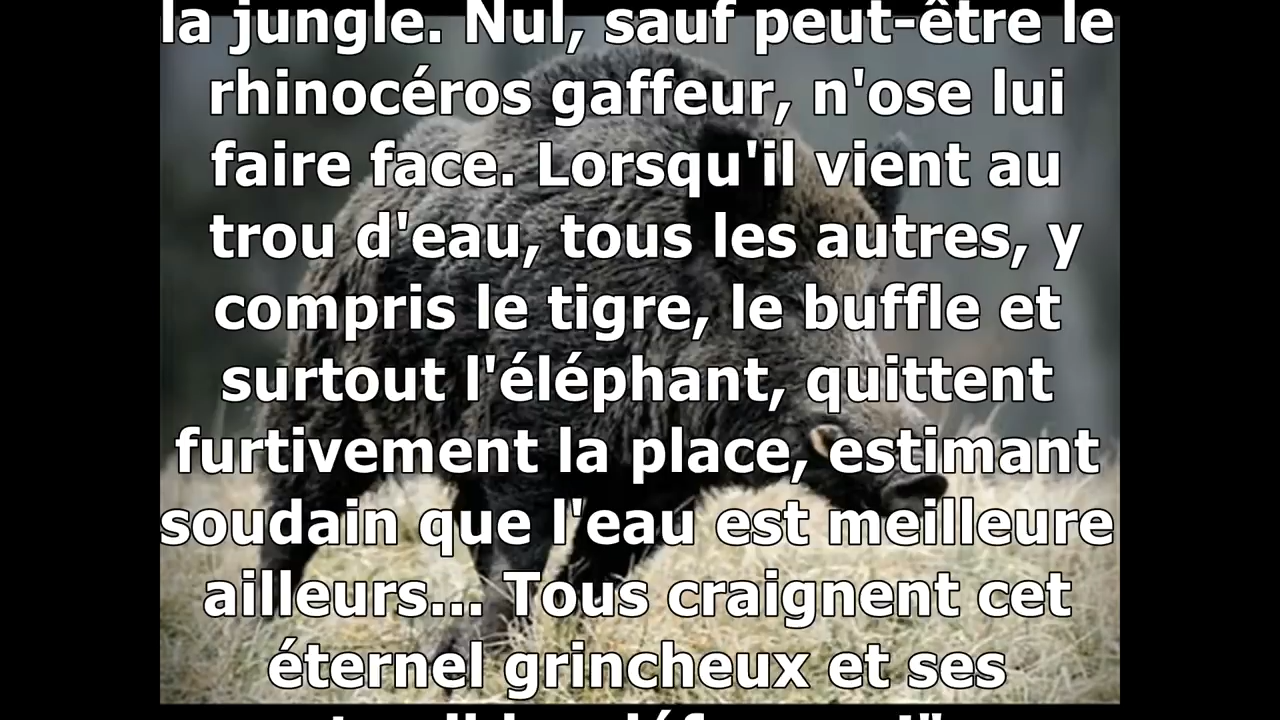 la jungle. Nul, sauf peut-être le
rhinocéros gaffeur, n'ose lui
faire face. Lorsqu'il vient au
trou d'eau, tous les autres, y
compris le tigre, le buffle et
surtout l'éléphant, quittent
furtivement la place, estimant
soudain que l'eau est meilleure
ailleurs... Tous craignent cet
éternel grincheux et ses